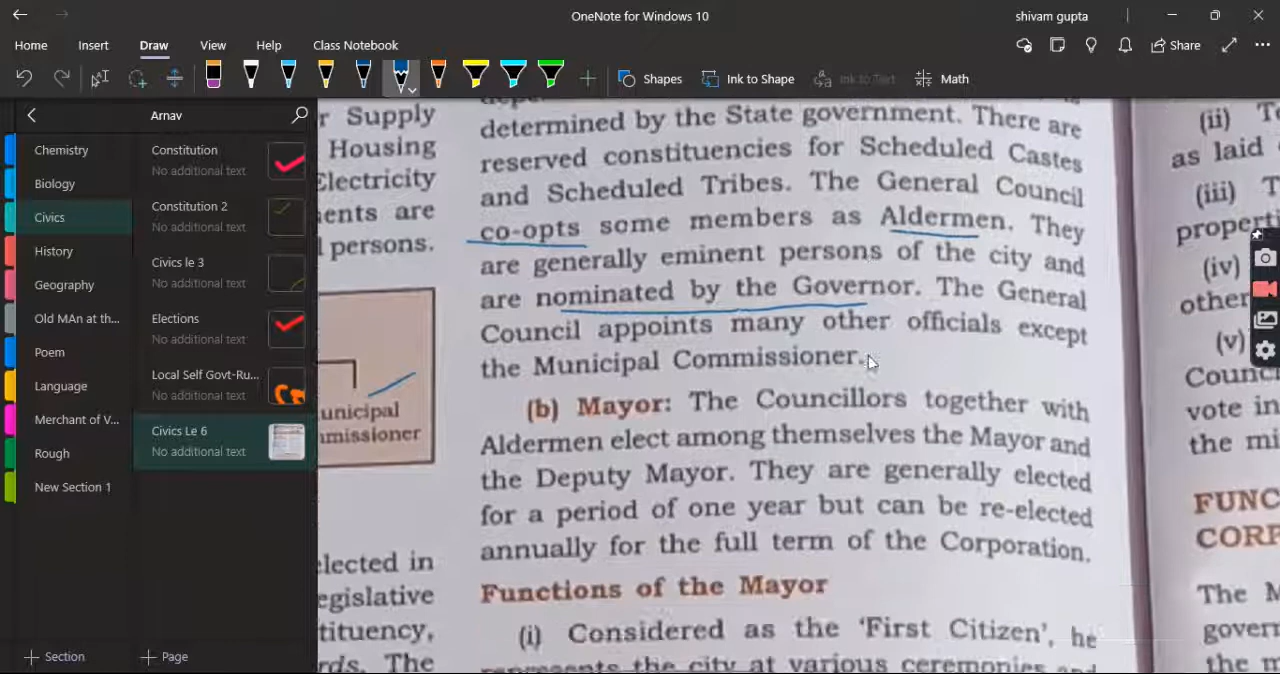 OneNote for Windows 10
shivam gupta
Home Insert Draw View Help Class Notebook
Share
Shapes Ink to Shape Ink to Text Math
Arnav
Chemistry
Biology
Civics
History
Geography
Old MAn at th...
Poem
Language
Merchant of V...
Rough
New Section 1
Section
Constitution
No additional text
Constitution 2
No additional text
Civics le 3
No additional text
Elections
No additional text
Local Self Govt-Ru...
No additional text
Civics Le 6
No additional text
Page
r Supply
Housing
Electricity
ents are
persons.
unicipal
mmissioner
elected in
egislative
tituency,
rds. The
determined by the State government. There are
reserved constituencies for Scheduled Castes
and Scheduled Tribes. The General Council
co-opts some members as Aldermen. They
are generally eminent persons of the city and
are nominated by the Governor. The General
Council appoints many other officials except
the Municipal Commissioner.
(b) Mayor: The Councillors together with
Aldermen elect among themselves the Mayor and
the Deputy Mayor. They are generally elected
for a period of one year but can be re-elected
annually for the full term of the Corporation.
Functions of the Mayor
(i) Considered as the 'First Citizen', he
represents the city at various ceremonies and
(ii) To
as laid
(iii) T
propert
(iv)
other
(v)
Counci
vote in
the mi
FUNC
CORP
The M
govern
the m